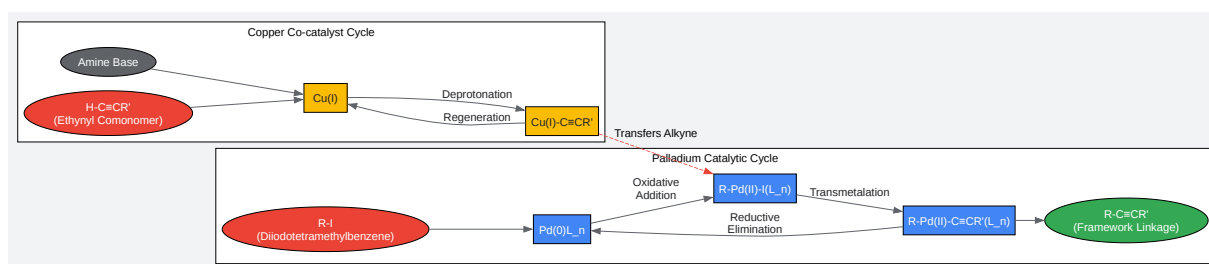 Copper Co-catalyst Cycle
Amine Base
H-C≡CR'
(Ethynyl Comonomer)
Cu(I)
Deprotonation
Regeneration
Cu(I)-C≡CR'
Transfers Alkyne
Palladium Catalytic Cycle
R-I
(Diiodotetramethylbenzene)
Pd(0)L_n
Oxidative
Addition
R-Pd(II)-I(L_n)
Transmetalation
Reductive
Elimination
R-Pd(II)-C≡CR'(L_n)
R-C≡CR'
(Framework Linkage)